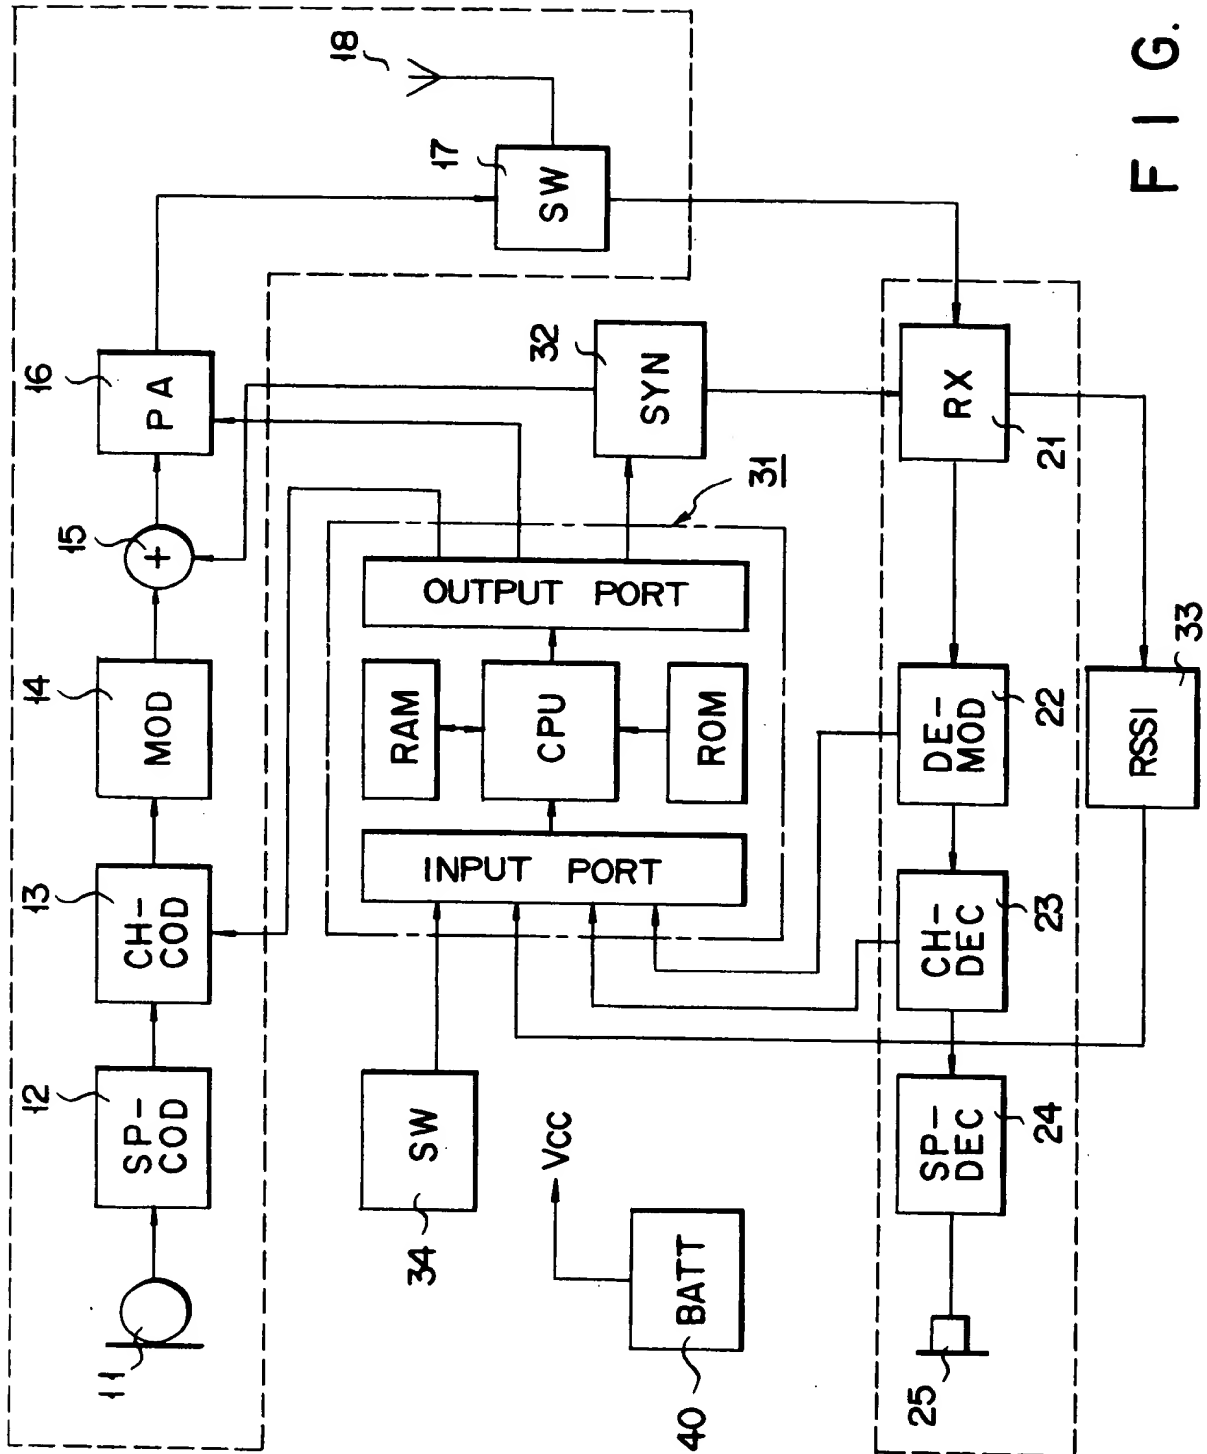 11
12
SP-
COD
13
CH-
COD
14
MOD
15
+
16
PA
17
SW
18
34
SW
31
INPUT PORT
RAM
CPU
ROM
OUTPUT PORT
32
SYN
40
BATT
VCC
25
SP-
DEC
24
CH-
DEC
23
DE-
MOD
22
RX
21
RSSI
33
FIG.